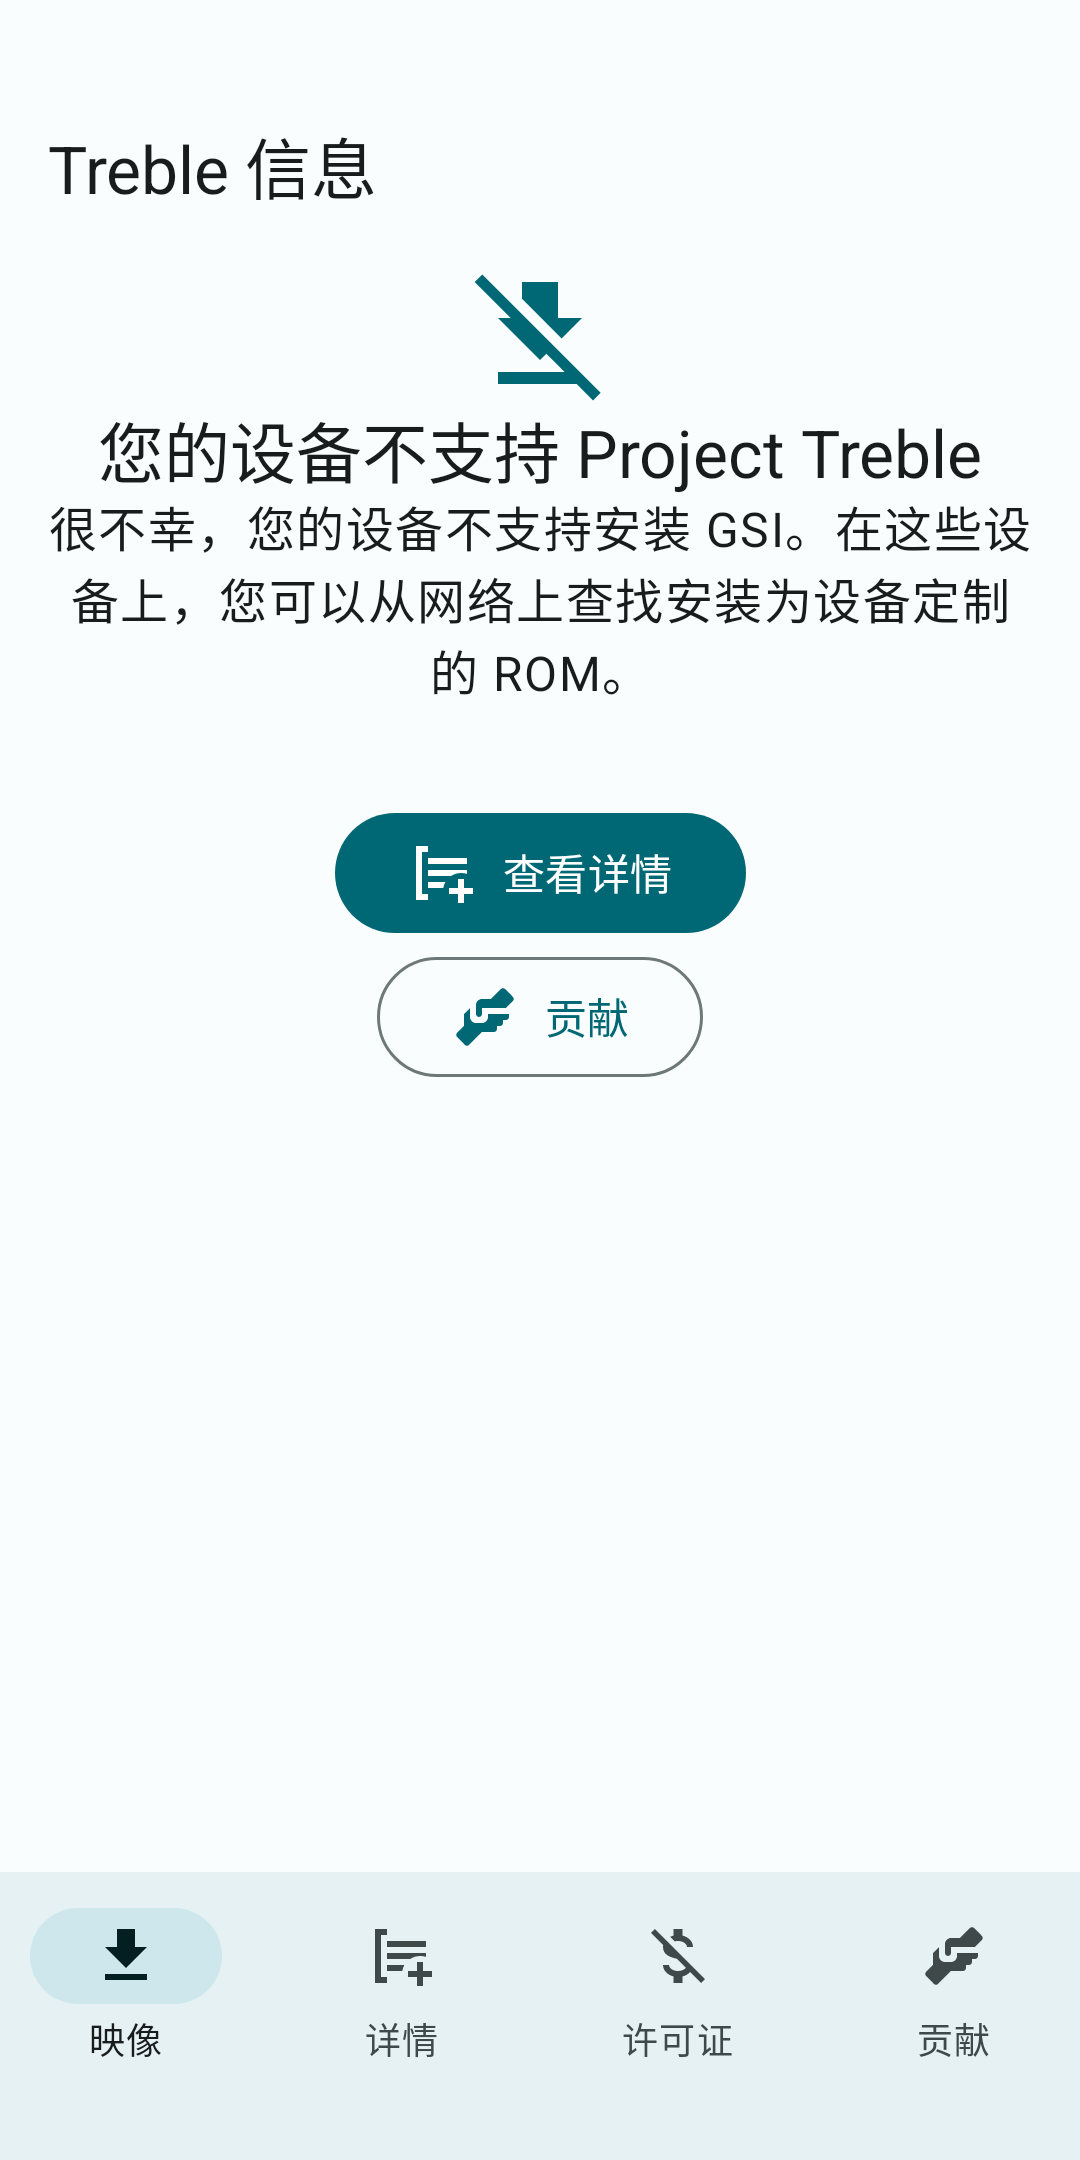 Treble 信息
您的设备不支持 Project Treble
很不幸，您的设备不支持安装 GSI。在这些设
备上，您可以从网络上查找安装为设备定制
的 ROM。
查看详情
贡献
映像
详情
许可证
贡献